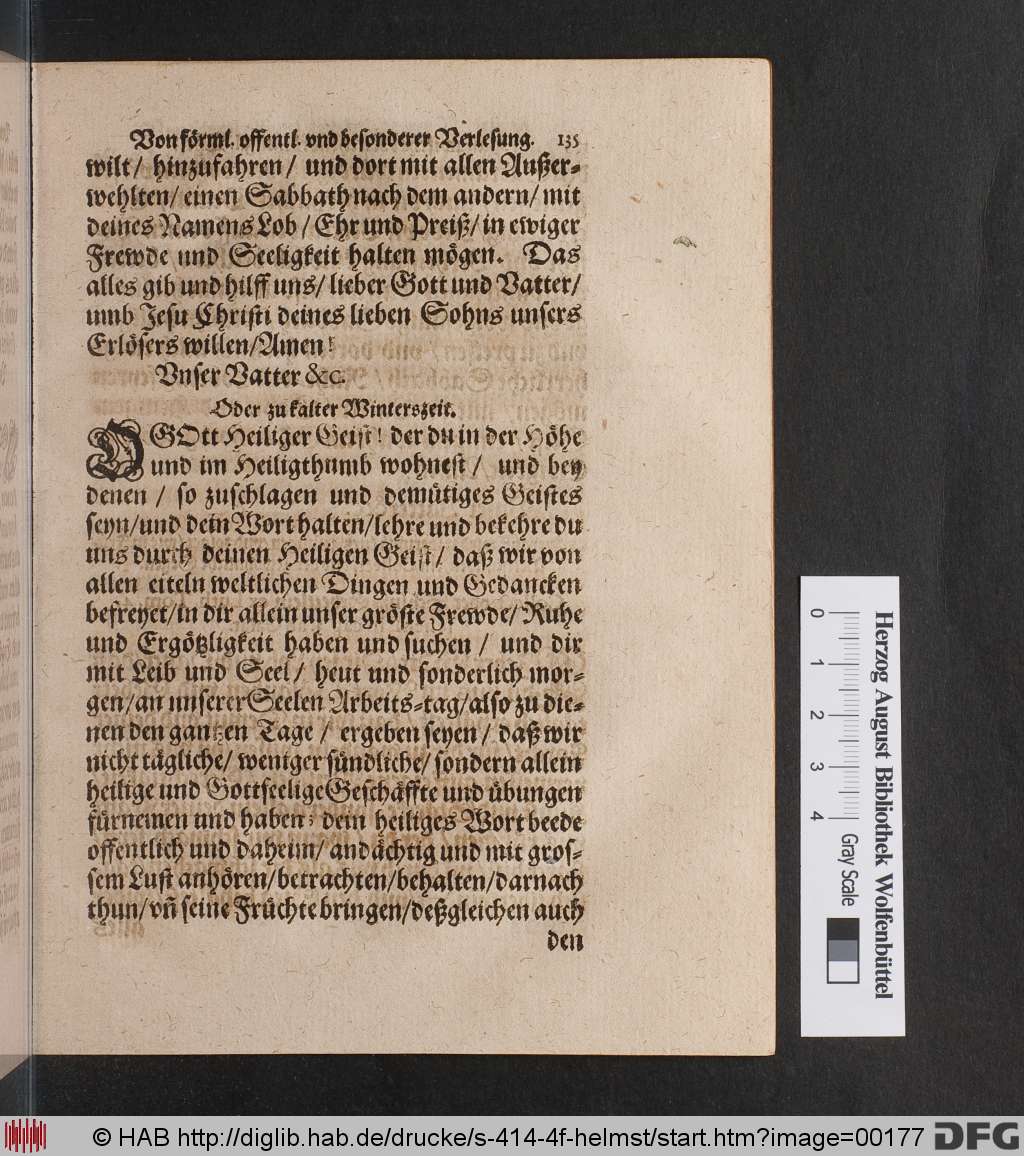 Von förml. offentl. vnd besonderer Verlesung. 135
wilt/ hinzufahren/ und dort mit allen Außer-
wehlten/ einen Sabbath nach dem andern/ mit
deines Namens Lob/ Ehr und Preiß/ in ewiger
Frewde und Seeligkeit halten mögen. Das
alles gib und hilff uns/ lieber Gott und Vatter/
umb Jesu Christi deines lieben Sohns unsers
Erlösers willen/ Amen!
Vnser Vatter &c.
Oder zu kalter Winterszeit.
O GOtt Heiliger Geist! der du in der Höhe
und im Heiligthumb wohnest/ und bey
denen/ so zuschlagen und demütiges Geistes
seyn/ und dein Wort halten/ lehre und bekehre du
uns durch deinen Heiligen Geist/ daß wir von
allen eiteln weltlichen Dingen und Gedancken
befreyet/ in dir allein unser gröste Frewde/ Ruhe
und Ergötzligkeit haben und suchen/ und dir
mit Leib und Seel/ heut und sonderlich mor-
gen/ an unserer Seelen Arbeits-tag/ also zu die-
nen den gantzen Tage/ ergeben seyen/ daß wir
nicht tägliche/ weniger sündliche/ sondern allein
heilige und Gottseelige Geschäffte und übungen
fürnemen und haben; dein heiliges Wort beede
offentlich und daheim/ andächtig und mit gros-
sem Lust anhören/ betrachten/ behalten/ darnach
thun/ vñ seine Früchte bringen/ deßgleichen auch
den
0 1 2 3 4
Gray Scale
Herzog August Bibliothek Wolfenbüttel
© HAB http://diglib.hab.de/drucke/s-414-4f-helmst/start.htm?image=00177
DFG